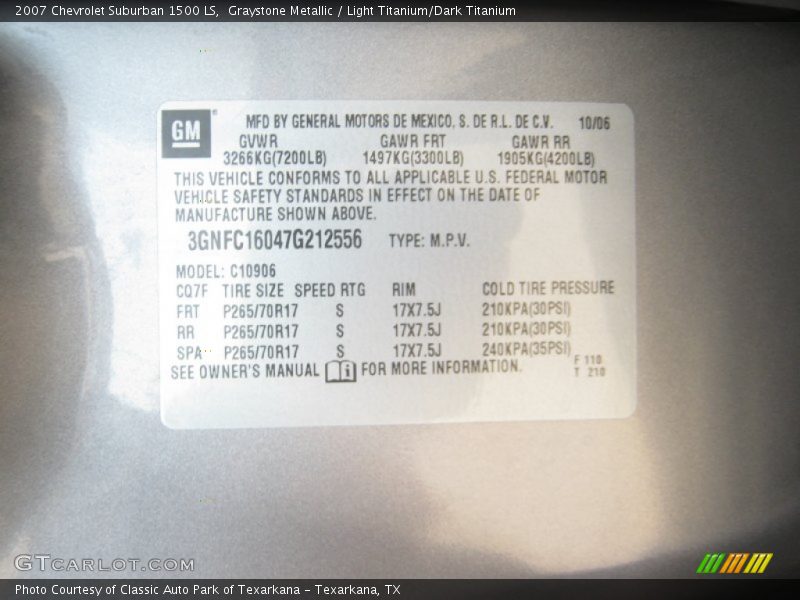 2007 Chevrolet Suburban 1500 LS, Graystone Metallic / Light Titanium/Dark Titanium
GM
MFD BY GENERAL MOTORS DE MEXICO, S. DE R.L. DE C.V. 10/06
GVWR GAWR FRT GAWR RR
3266KG(7200LB) 1497KG(3300LB) 1905KG(4200LB)
THIS VEHICLE CONFORMS TO ALL APPLICABLE U.S. FEDERAL MOTOR
VEHICLE SAFETY STANDARDS IN EFFECT ON THE DATE OF
MANUFACTURE SHOWN ABOVE.
3GNFC16047G212556 TYPE: M.P.V.
MODEL: C10906
CQ7F TIRE SIZE SPEED RTG RIM COLD TIRE PRESSURE
FRT P265/70R17 S 17X7.5J 210KPA(30PSI)
RR P265/70R17 S 17X7.5J 210KPA(30PSI)
SPA P265/70R17 S 17X7.5J 240KPA(35PSI)
SEE OWNER'S MANUAL i FOR MORE INFORMATION.
F 110
T 210
GTCARLOT.COM
Photo Courtesy of Classic Auto Park of Texarkana – Texarkana, TX